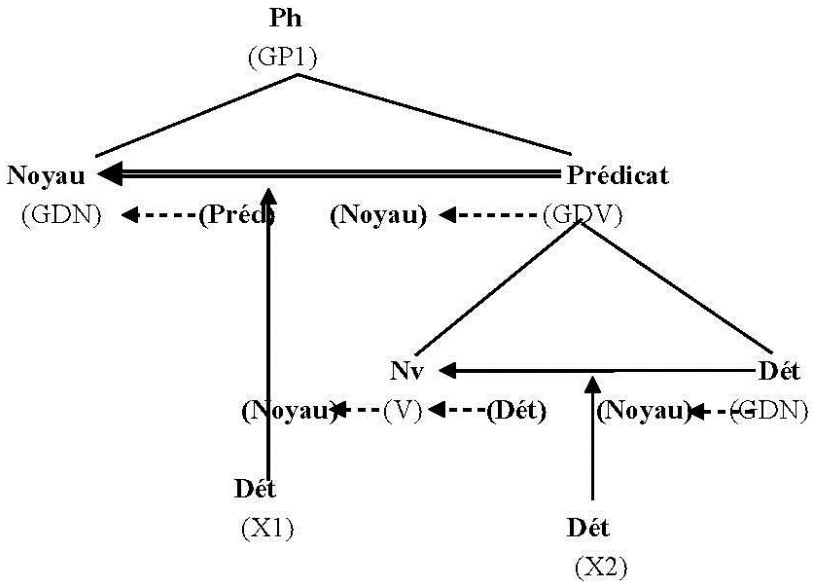 Ph
(GP1)
Noyau Prédicat
(GDN) (Préd) (Noyau) (GDV)
Nv Dét
(Noyau) (V) (Dét) (Noyau) (GDN)
Dét
(X1)
Dét
(X2)